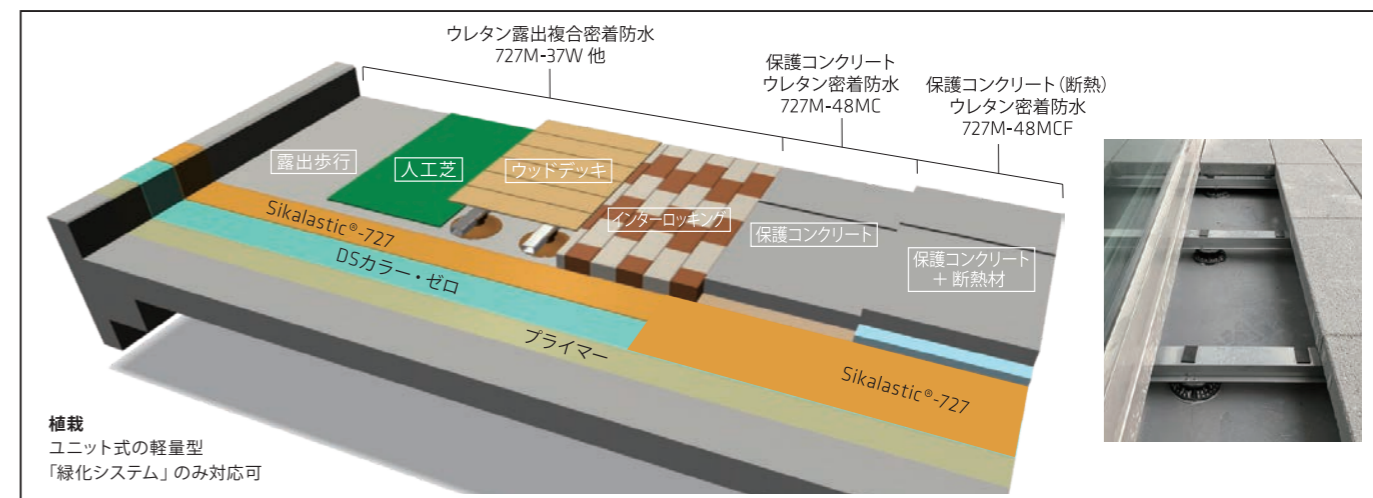 ウレタン露出複合密着防水
727M-37W 他
保護コンクリート
ウレタン密着防水
727M-48MC
保護コンクリート(断熱)
ウレタン密着防水
727M-48MCF
露出歩行
人工芝
ウッドデッキ
インターロッキング
保護コンクリート
保護コンクリート
+ 断熱材
Sikalastic®-727
DSカラー・ゼロ
プライマー
Sikalastic®-727
植栽
ユニット式の軽量型
「緑化システム」のみ対応可